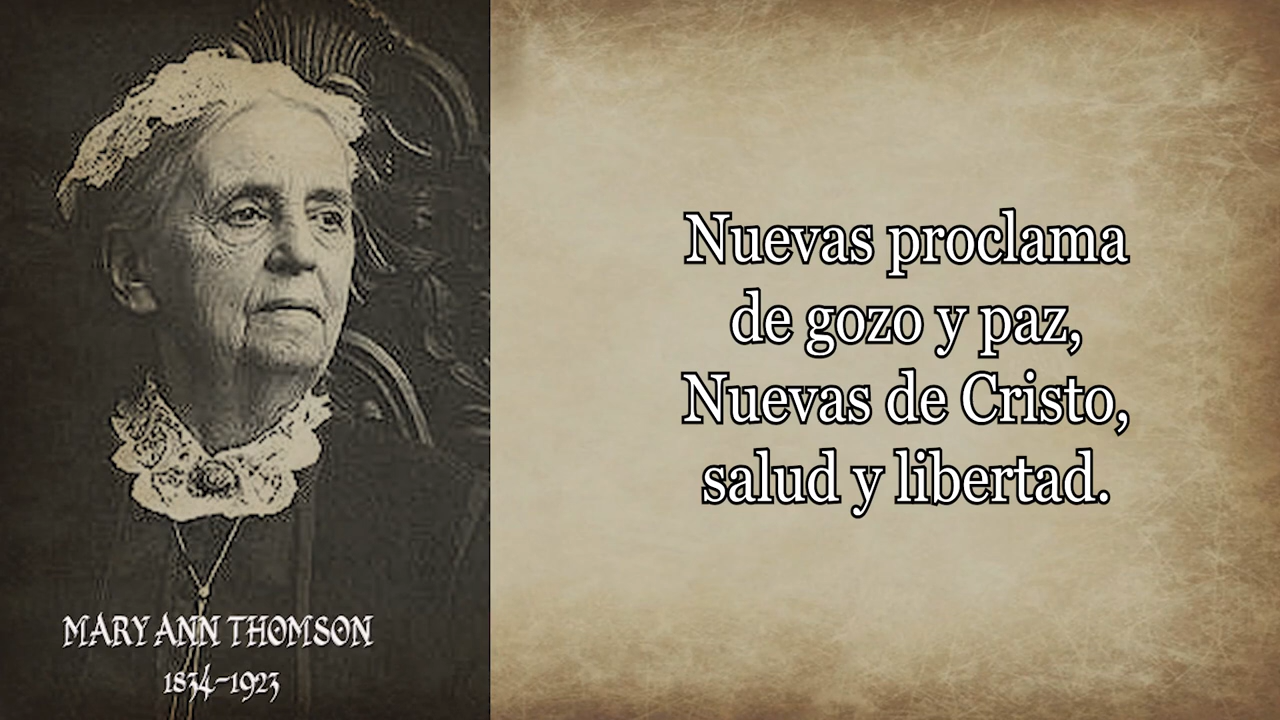 Nuevas proclama
de gozo y paz,
Nuevas de Cristo,
salud y libertad.
MARY ANN THOMSON
1834-1923